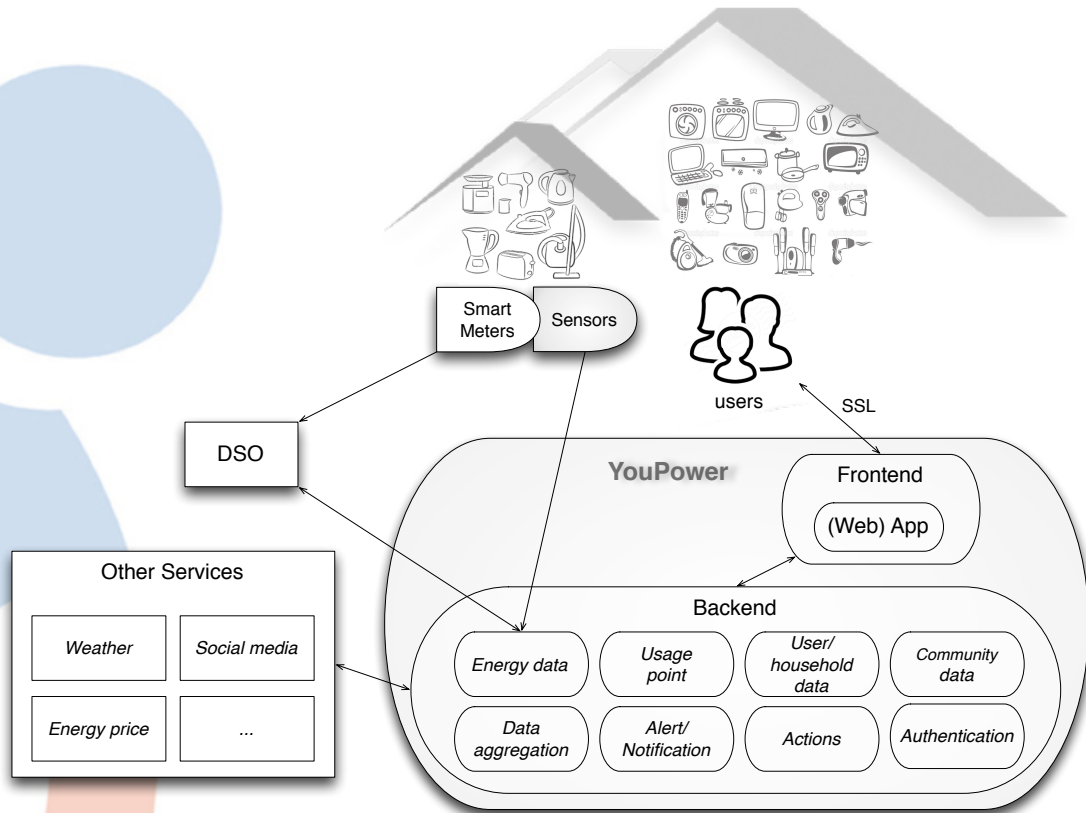 Smart
Meters
Sensors
users
SSL
DSO
YouPower
Frontend
(Web) App
Other Services
Weather
Social media
Energy price
...
Backend
Energy data
Usage
point
User/
household
data
Community
data
Data
aggregation
Alert/
Notification
Actions
Authentication